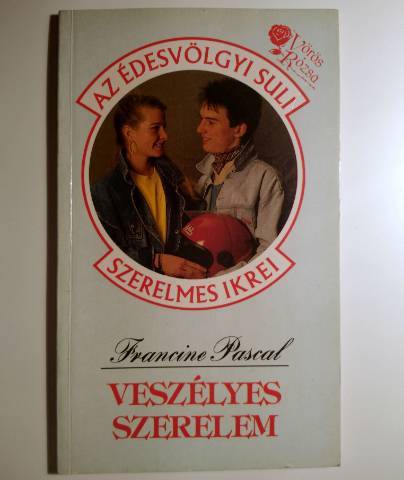 Vörös
Rózsa
AZ ÉDESVÖLGYI SULI
SZERELMES IKREI
Francine Pascal
VESZÉLYES
SZERELEM